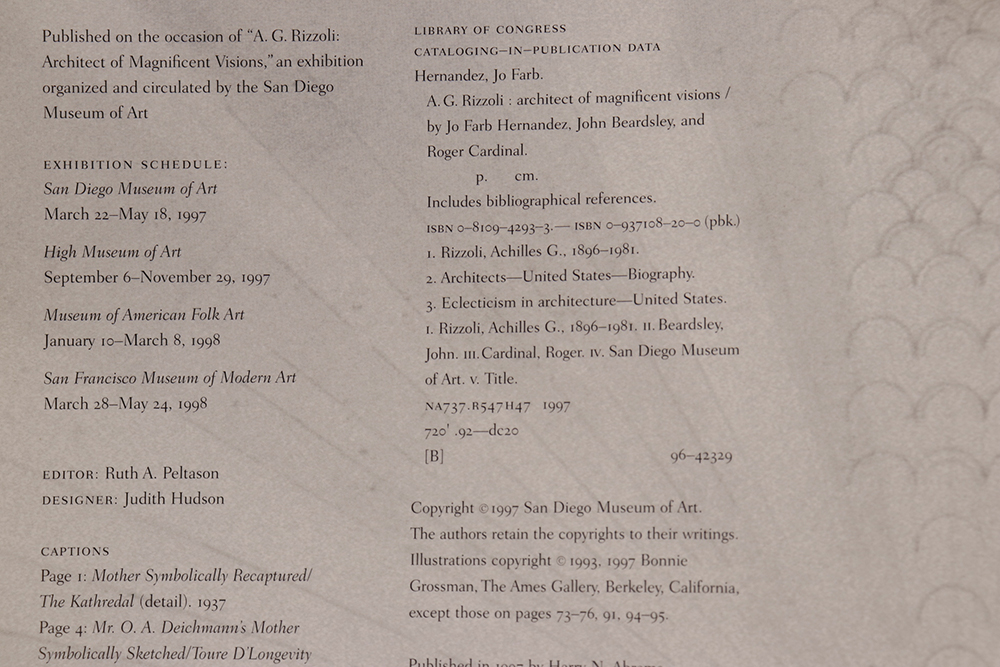 Published on the occasion of “A. G. Rizzoli:
Architect of Magnificent Visions,” an exhibition
organized and circulated by the San Diego
Museum of Art
EXHIBITION SCHEDULE:
San Diego Museum of Art
March 22–May 18, 1997
High Museum of Art
September 6–November 29, 1997
Museum of American Folk Art
January 10–March 8, 1998
San Francisco Museum of Modern Art
March 28–May 24, 1998
EDITOR: Ruth A. Peltason
DESIGNER: Judith Hudson
CAPTIONS
Page 1: Mother Symbolically Recaptured/
The Kathredal (detail). 1937
Page 4: Mr. O. A. Deichmann's Mother
Symbolically Sketched/Toure D'Longevity
LIBRARY OF CONGRESS
CATALOGING–IN–PUBLICATION DATA
Hernandez, Jo Farb.
A. G. Rizzoli : architect of magnificent visions /
by Jo Farb Hernandez, John Beardsley, and
Roger Cardinal.
p. cm.
Includes bibliographical references.
ISBN 0–8109–4293–3.— ISBN 0–937108–20–0 (pbk.)
1. Rizzoli, Achilles G., 1896–1981.
2. Architects—United States—Biography.
3. Eclecticism in architecture—United States.
I. Rizzoli, Achilles G., 1896–1981. II. Beardsley,
John. III. Cardinal, Roger. IV. San Diego Museum
of Art. V. Title.
NA737.R547H47 1997
720' .92—dc20
[B] 96–42329
Copyright © 1997 San Diego Museum of Art.
The authors retain the copyrights to their writings.
Illustrations copyright © 1993, 1997 Bonnie
Grossman, The Ames Gallery, Berkeley, California,
except those on pages 73–76, 91, 94–95.
Published in 1997 by Harry N. Abrams